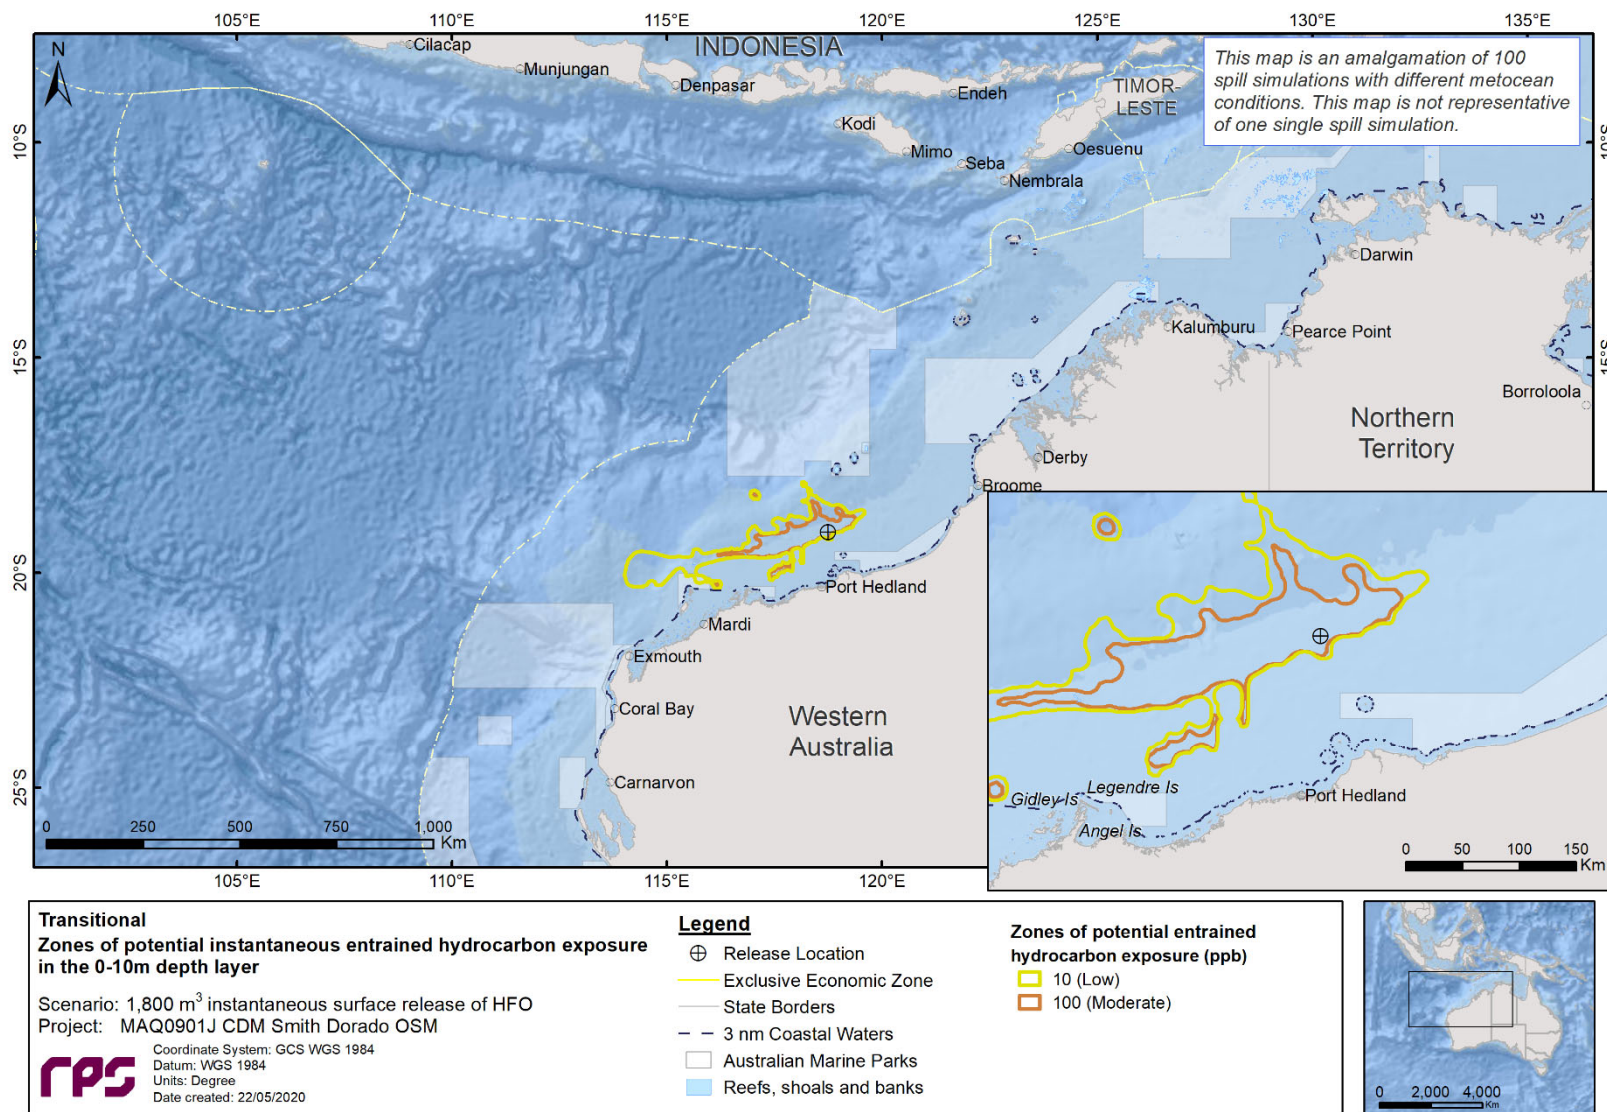 105°E
110°E
115°E
120°E
125°E
130°E
135°E
N
Cilacap
Munjungan
INDONESIA
Denpasar
Endeh
TIMOR-
LESTE
Kodi
Mimo
Seba
Oesuenu
Nembrala
This map is an amalgamation of 100
spill simulations with different metocean
conditions. This map is not representative
of one single spill simulation.
10°S
10°S
Darwin
Kalumburu
Pearce Point
15°S
15°S
Borroloola
Northern
Territory
Derby
Broome
20°S
Port Hedland
Mardi
Exmouth
Coral Bay
Western
Australia
Carnarvon
25°S
0
250
500
750
1,000
Km
105°E
110°E
115°E
120°E
Gidley Is
Legendre Is
Angel Is
Port Hedland
0
50
100
150
Km
Transitional
Zones of potential instantaneous entrained hydrocarbon exposure
in the 0-10m depth layer
Scenario: 1,800 m³ instantaneous surface release of HFO
Project: MAQ0901J CDM Smith Dorado OSM
rps
Coordinate System: GCS WGS 1984
Datum: WGS 1984
Units: Degree
Date created: 22/05/2020
Legend
Release Location
Exclusive Economic Zone
State Borders
3 nm Coastal Waters
Australian Marine Parks
Reefs, shoals and banks
Zones of potential entrained
hydrocarbon exposure (ppb)
10 (Low)
100 (Moderate)
0
2,000
4,000
Km